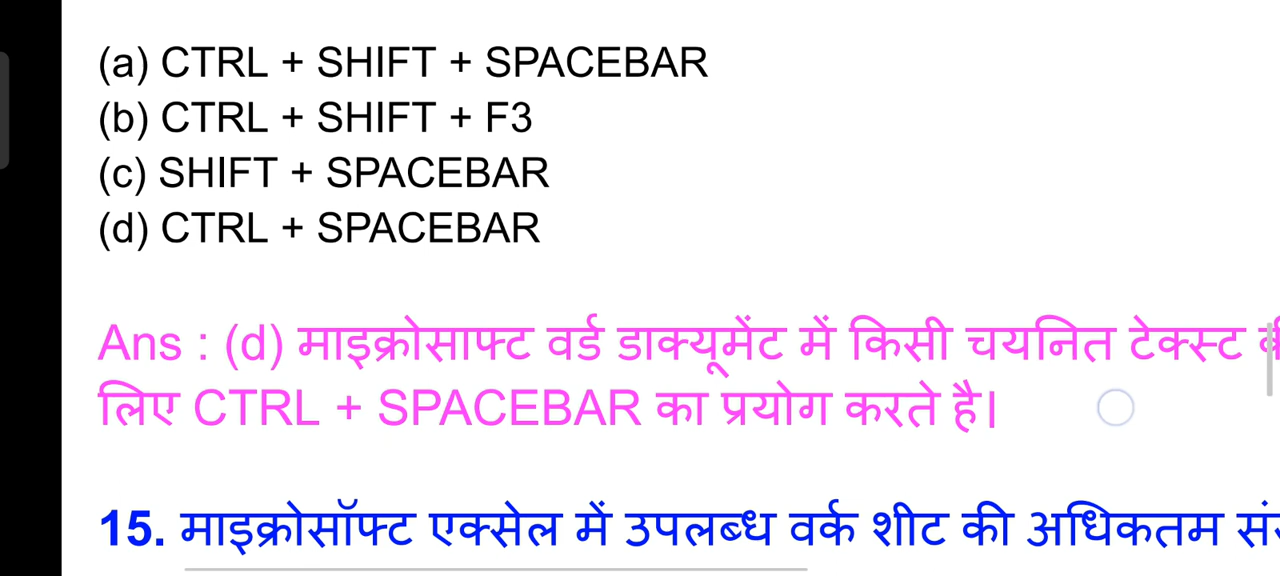 (a) CTRL + SHIFT + SPACEBAR
(b) CTRL + SHIFT + F3
(c) SHIFT + SPACEBAR
(d) CTRL + SPACEBAR
Ans : (d) माइक्रोसाफ्ट वर्ड डाक्यूमेंट में किसी चयनित टेक्स्ट
लिए CTRL + SPACEBAR का प्रयोग करते है।
15. माइक्रोसॉफ्ट एक्सेल में उपलब्ध वर्क शीट की अधिकतम